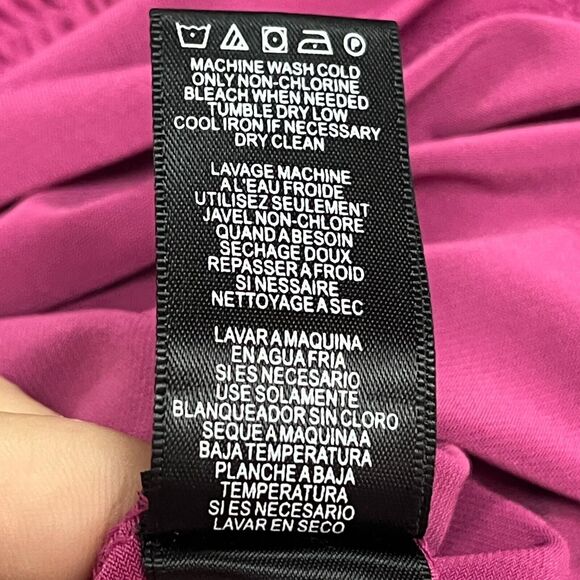 P
MACHINE WASH COLD
ONLY NON-CHLORINE
BLEACH WHEN NEEDED
TUMBLE DRY LOW
COOL IRON IF NECESSARY
DRY CLEAN
LAVAGE MACHINE
A L'EAU FROIDE
UTILISEZ SEULEMENT
JAVEL NON-CHLORE
QUAND A BESOIN
SECHAGE DOUX
REPASSER A FROID
SI NESSAIRE
NETTOYAGE A SEC
LAVAR A MAQUINA
EN AGUA FRIA
SI ES NECESARIO
USE SOLAMENTE
BLANQUEADOR SIN CLORO
SEQUE A MAQUINA A
BAJA TEMPERATURA
PLANCHE A BAJA
TEMPERATURA
SI ES NECESARIO
LAVAR EN SECO